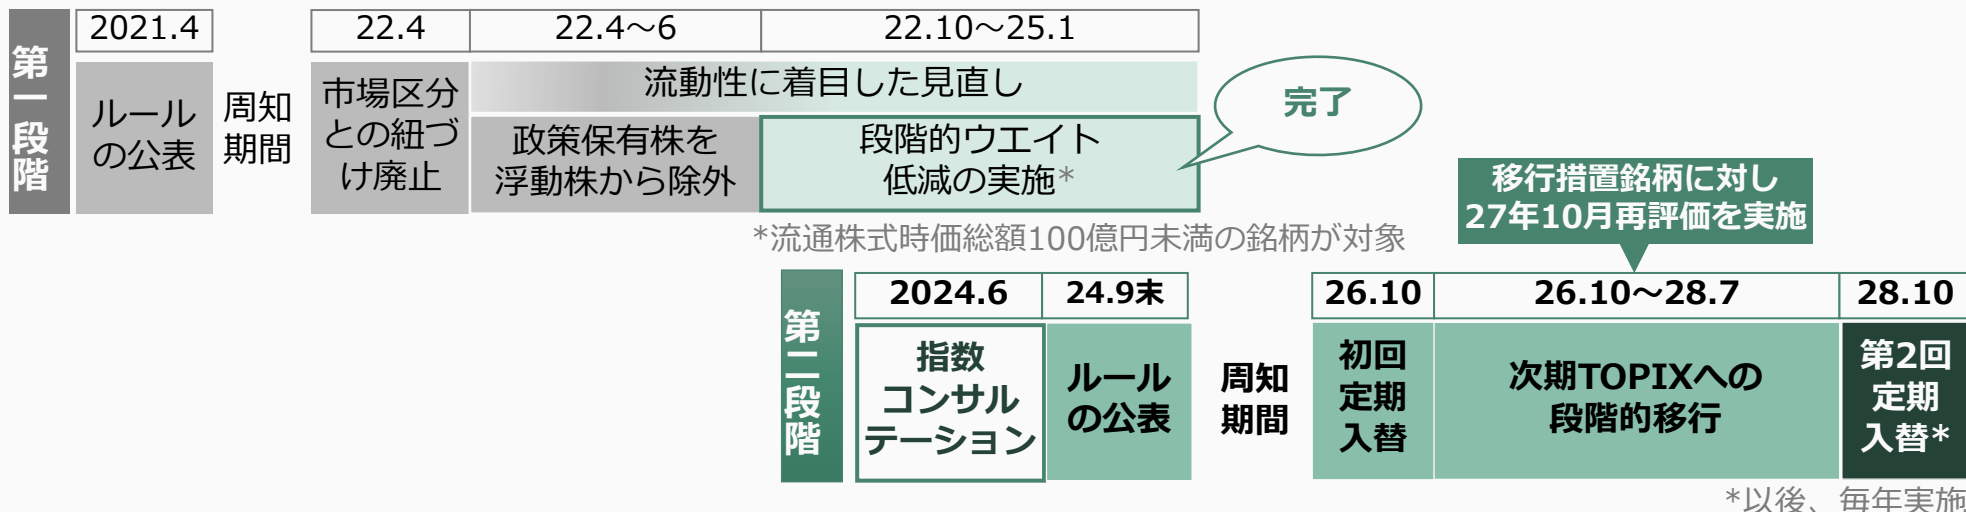 第一段階
2021.4
22.4
22.4～6
22.10～25.1
ルール
の公表
周知
期間
市場区分
との紐づ
け廃止
流動性に着目した見直し
政策保有株を
浮動株から除外
段階的ウエイト
低減の実施*
完了
*流通株式時価総額100億円未満の銘柄が対象
移行措置銘柄に対し
27年10月再評価を実施
第二段階
2024.6
24.9末
26.10
26.10～28.7
28.10
指数
コンサル
テーション
ルール
の公表
周知
期間
初回
定期
入替
次期TOPIXへの
段階的移行
第2回
定期
入替*
*以後、毎年実施